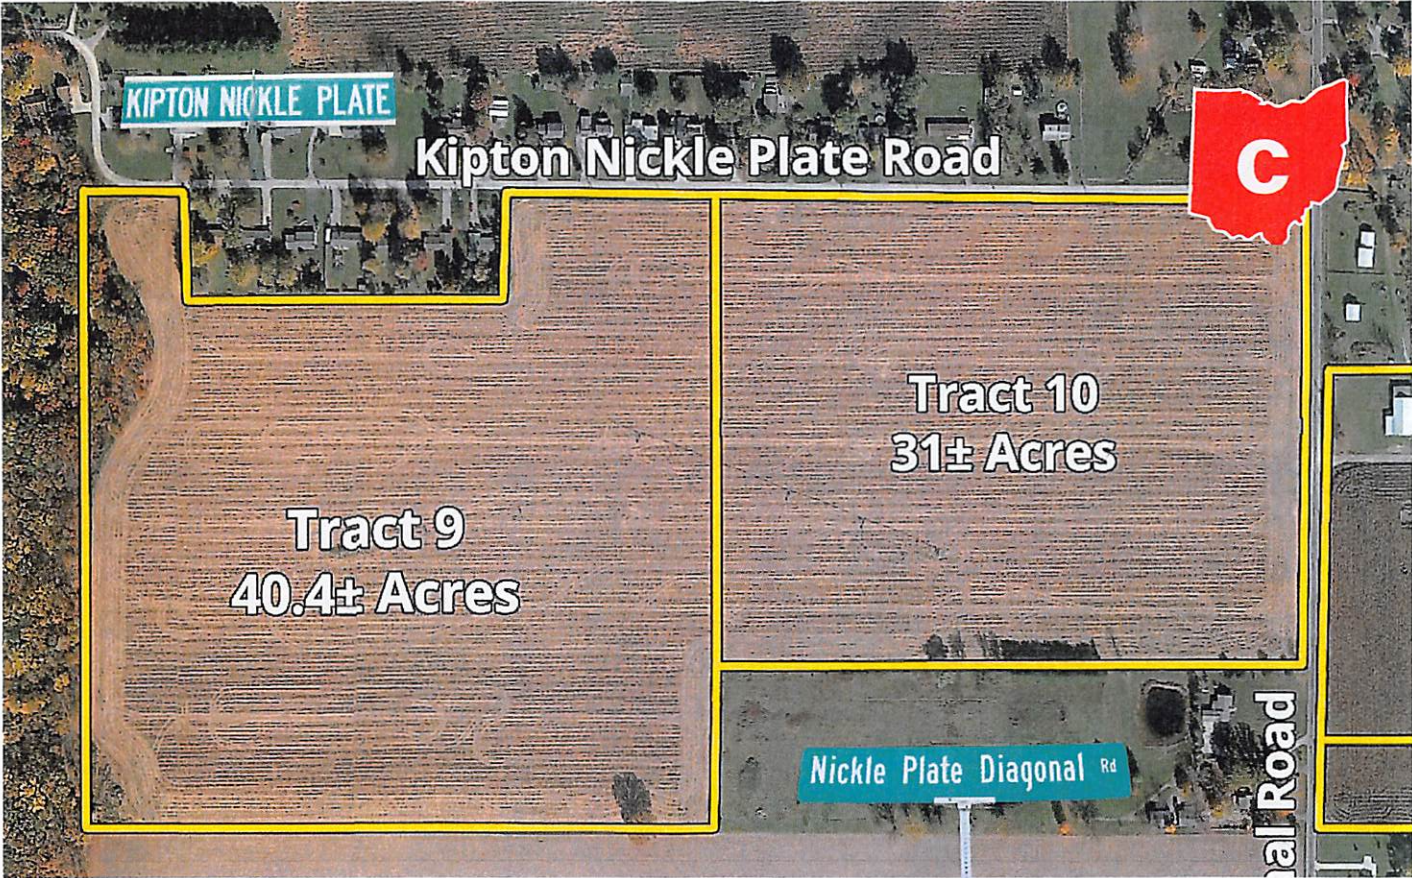 KIPTON NICKLE PLATE
Kipton Nickle Plate Road
C
Tract 10
31± Acres
Tract 9
40.4± Acres
Nickle Plate Diagonal Rd
nal Road